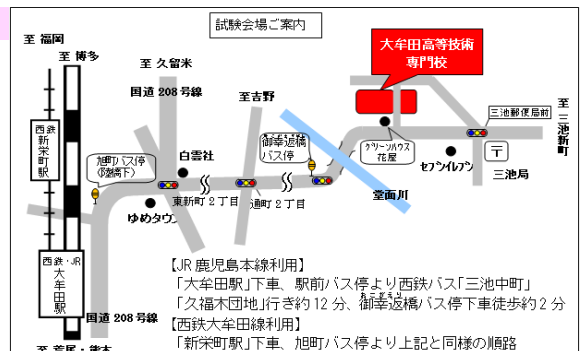 試験会場ご案内
至 福岡
至 博多
至 久留米
国道 208 号線
至吉野
大牟田高等技術
専門校
至 三池新町
三池郵便局前
西鉄
新栄町駅
旭町バス停
白雲社
御幸返橋
バス停
グリーンハウス
花屋
セブンイレブン
〒
三池局
堂面川
ゆめタウン
東新町2丁目
通町2丁目
西鉄・JR
大牟田駅
国道 208 号線
至 荒尾・熊本
【JR 鹿児島本線利用】
「大牟田駅」下車、駅前バス停より西鉄バス「三池中町」
「久福木団地」行き約 12 分、御幸返橋バス停下車徒歩約 2 分
【西鉄大牟田線利用】
「新栄町駅」下車、旭町バス停より上記と同様の順路